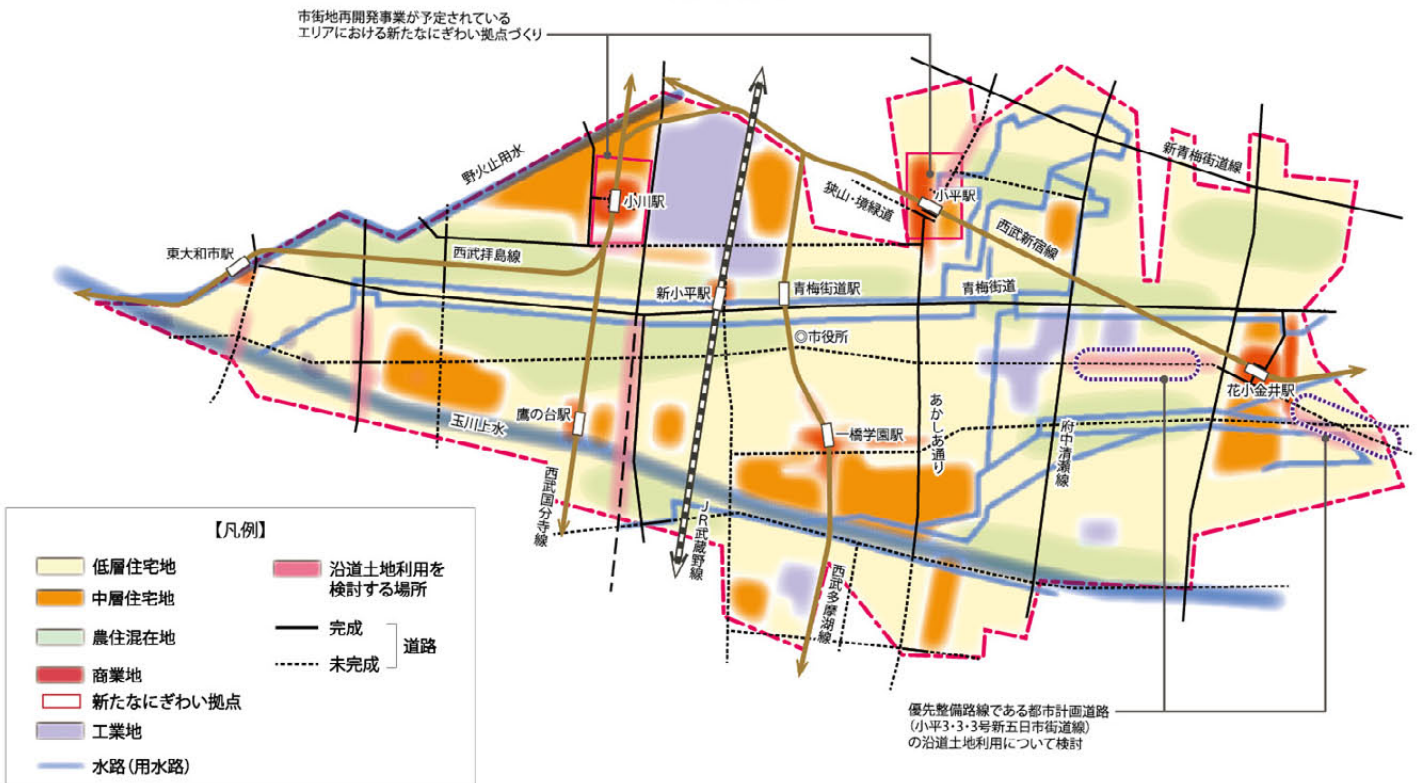 市街地再開発事業が予定されている
エリアにおける新たなにぎわい拠点づくり
野火止用水
新青梅街道線
小川駅
狭山・境緑道
小平駅
西武新宿線
東大和市駅
西武拝島線
新小平駅
青梅街道駅
青梅街道
◎市役所
花小金井駅
鷹の台駅
玉川上水
一橋学園駅
あかしあ通り
府中清瀬線
西武国分寺線
JR武蔵野線
西武多摩湖線
【凡例】
低層住宅地
中層住宅地
農住混在地
商業地
新たなにぎわい拠点
工業地
水路(用水路)
沿道土地利用を
検討する場所
完成
道路
未完成
優先整備路線である都市計画道路
(小平3・3・3号新五日市街道線)
の沿道土地利用について検討